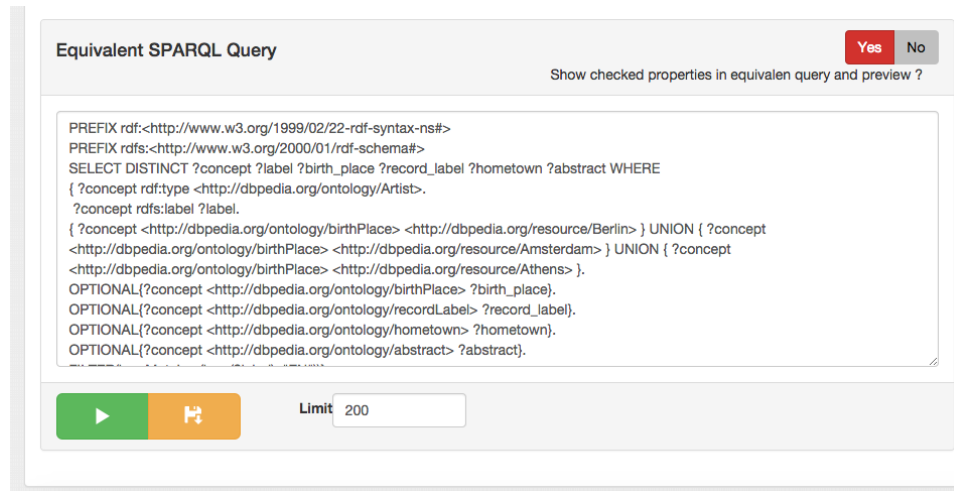 Equivalent SPARQL Query
Yes No
Show checked properties in equivalen query and preview ?
PREFIX rdf:<http://www.w3.org/1999/02/22-rdf-syntax-ns#>
PREFIX rdfs:<http://www.w3.org/2000/01/rdf-schema#>
SELECT DISTINCT ?concept ?label ?birth_place ?record_label ?hometown ?abstract WHERE
{ ?concept rdf:type <http://dbpedia.org/ontology/Artist>.
?concept rdfs:label ?label.
{ ?concept <http://dbpedia.org/ontology/birthPlace> <http://dbpedia.org/resource/Berlin> } UNION { ?concept
<http://dbpedia.org/ontology/birthPlace> <http://dbpedia.org/resource/Amsterdam> } UNION { ?concept
<http://dbpedia.org/ontology/birthPlace> <http://dbpedia.org/resource/Athens> }.
OPTIONAL{?concept <http://dbpedia.org/ontology/birthPlace> ?birth_place}.
OPTIONAL{?concept <http://dbpedia.org/ontology/recordLabel> ?record_label}.
OPTIONAL{?concept <http://dbpedia.org/ontology/hometown> ?hometown}.
OPTIONAL{?concept <http://dbpedia.org/ontology/abstract> ?abstract}.
Limit 200